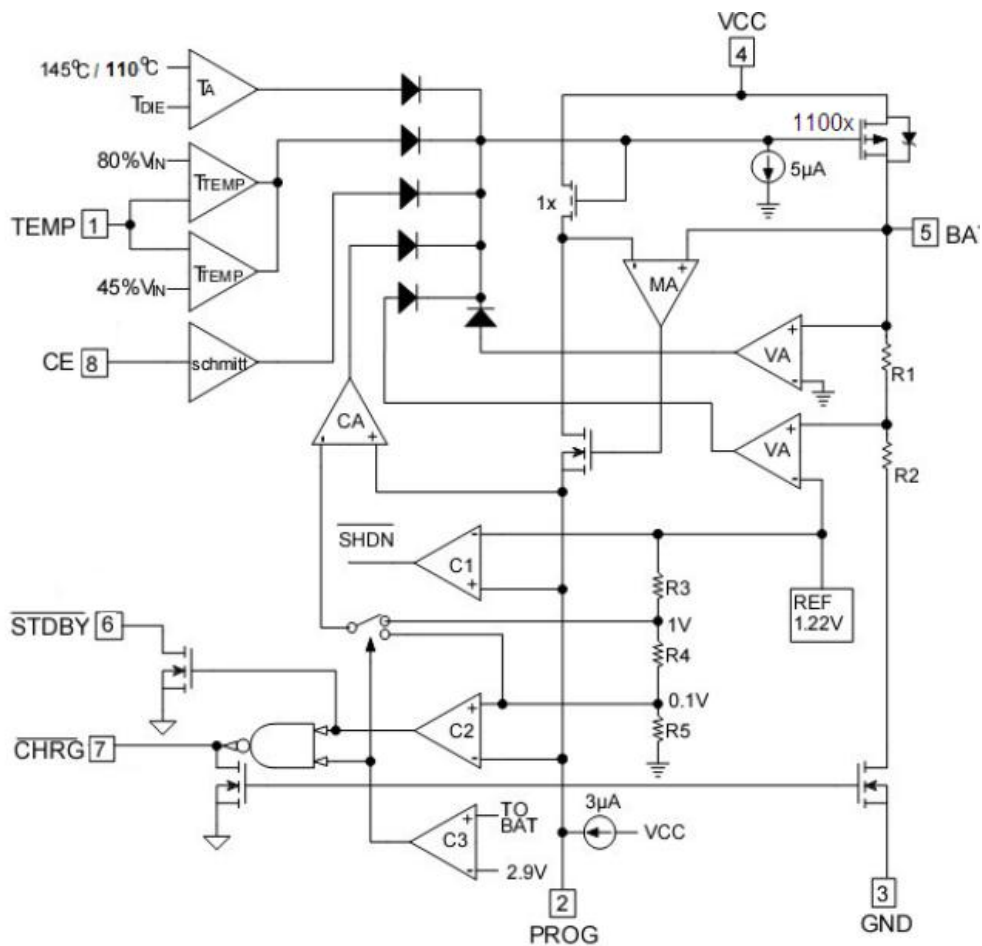 VCC
4
145°C / 110°C
TA
TDIE
1100x
80%VIN
TTEMP
5µA
TEMP 1
1x
5 BAT
TTEMP
MA
45%VIN
CE 8
schmitt
VA
R1
CA
VA
R2
SHDN
C1
R3
REF
1.22V
STDBY 6
1V
R4
0.1V
C2
R5
CHRG 7
3µA
TO
BAT
VCC
C3
2.9V
2
PROG
3
GND